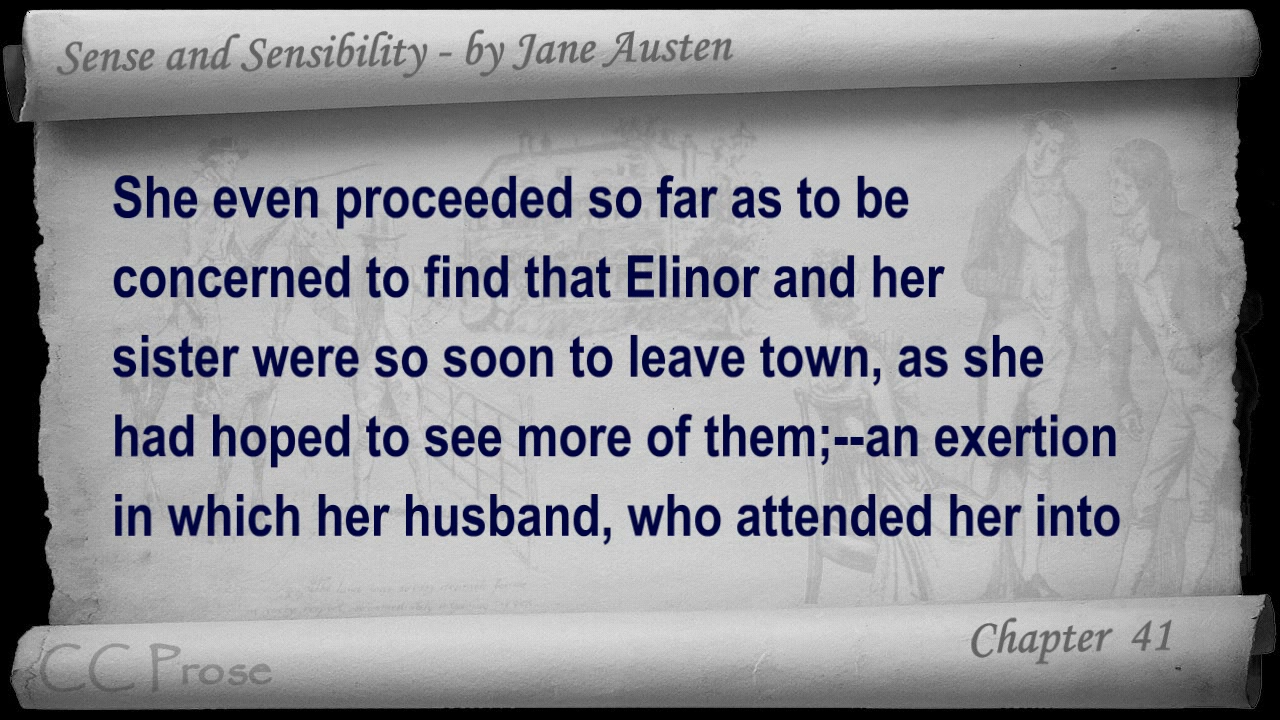 Sense and Sensibility - by Jane Austen
She even proceeded so far as to be
concerned to find that Elinor and her
sister were so soon to leave town, as she
had hoped to see more of them;--an exertion
in which her husband, who attended her into
Chapter 41
CC Prose